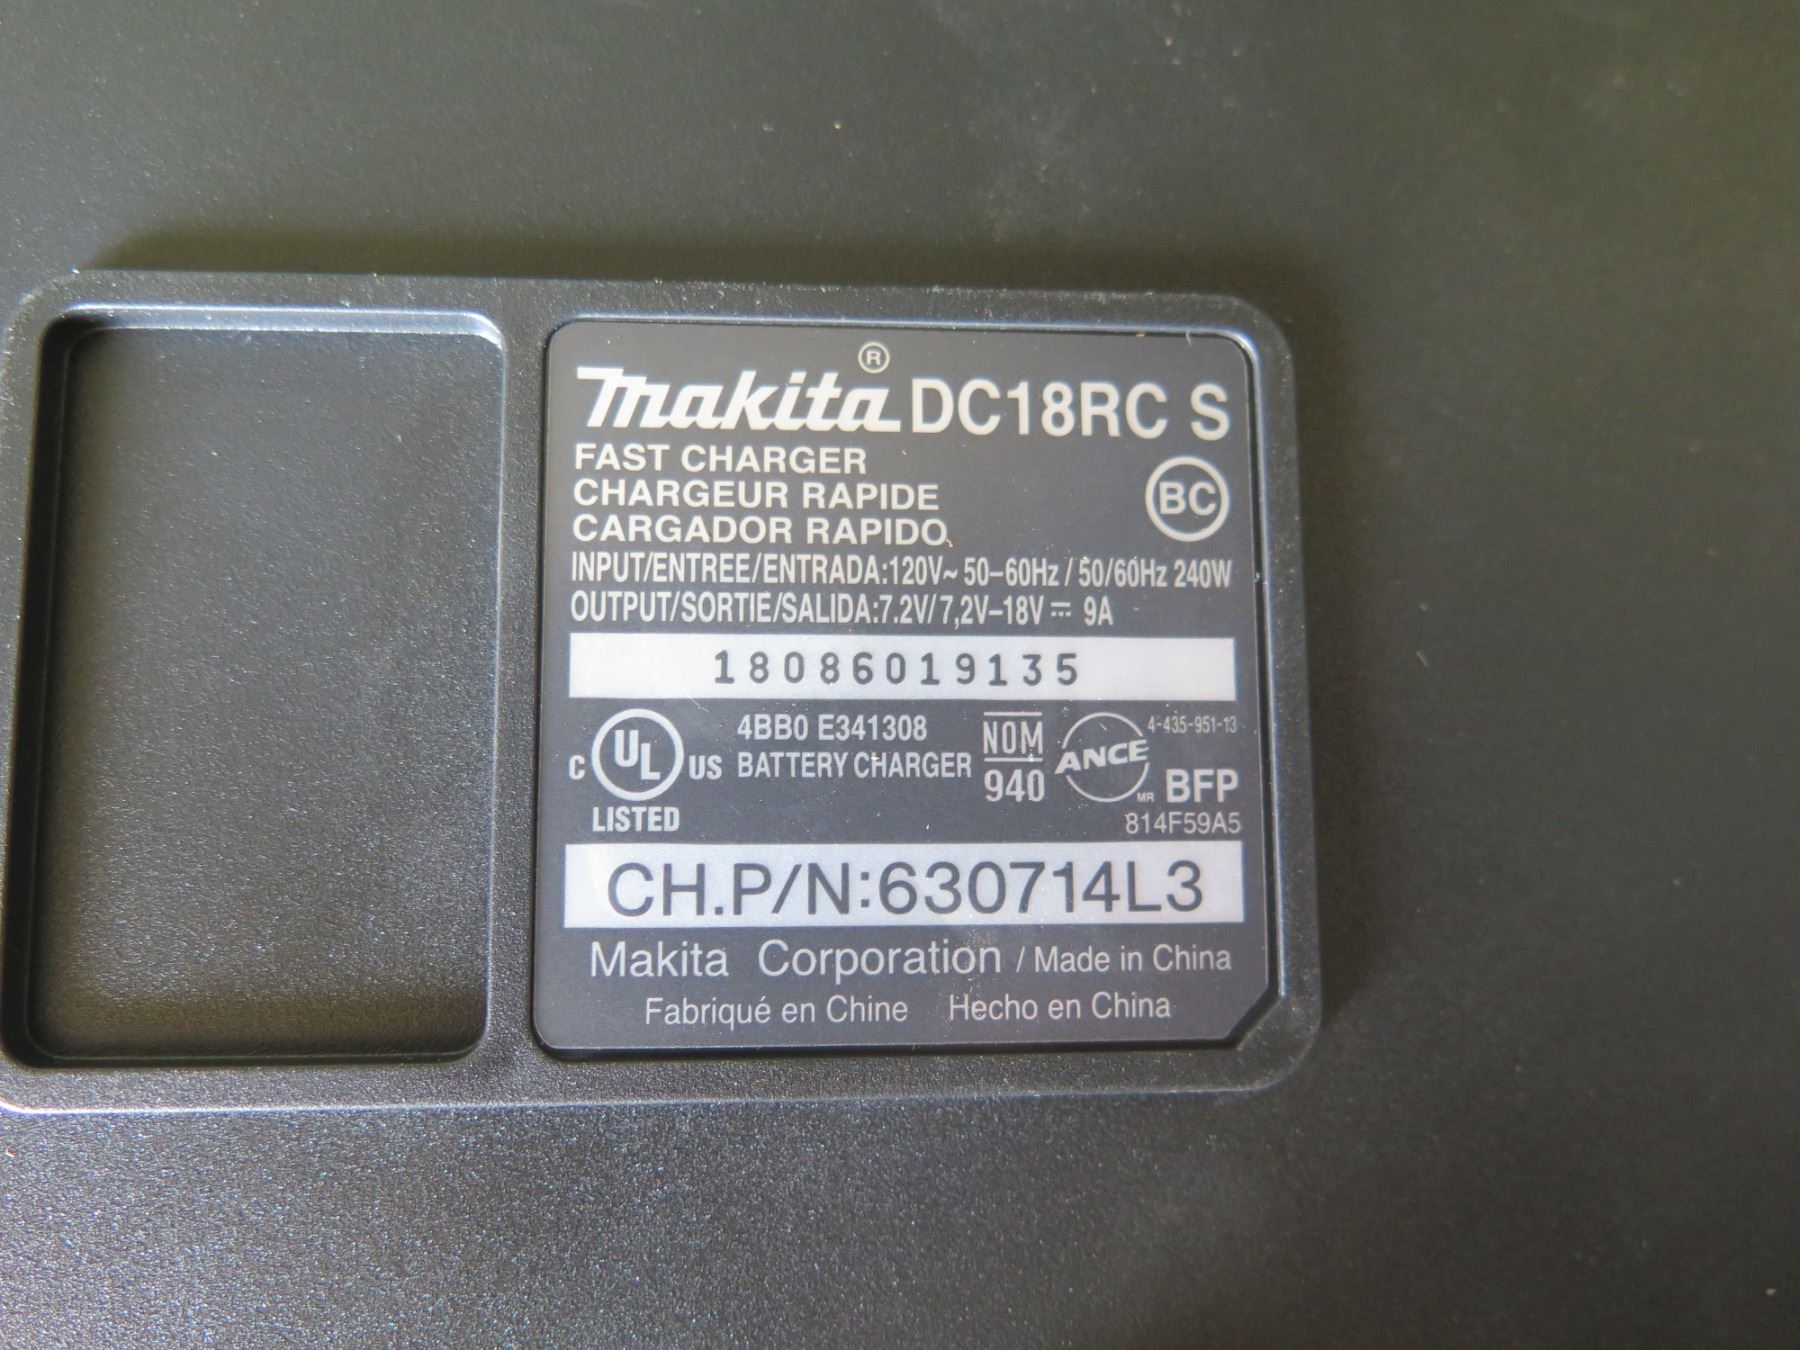 makita® DC18RC S
FAST CHARGER
CHARGEUR RAPIDE
CARGADOR RAPIDO
BC
INPUT/ENTREE/ENTRADA:120V~ 50–60Hz / 50/60Hz 240W
OUTPUT/SORTIE/SALIDA:7.2V/7,2V–18V ⎓ 9A
18086019135
C UL US LISTED
4BB0 E341308
BATTERY CHARGER
NOM
940
ANCE MR
4-435-951-13
BFP
814F59A5
CH.P/N:630714L3
Makita Corporation / Made in China
Fabriqué en Chine Hecho en China